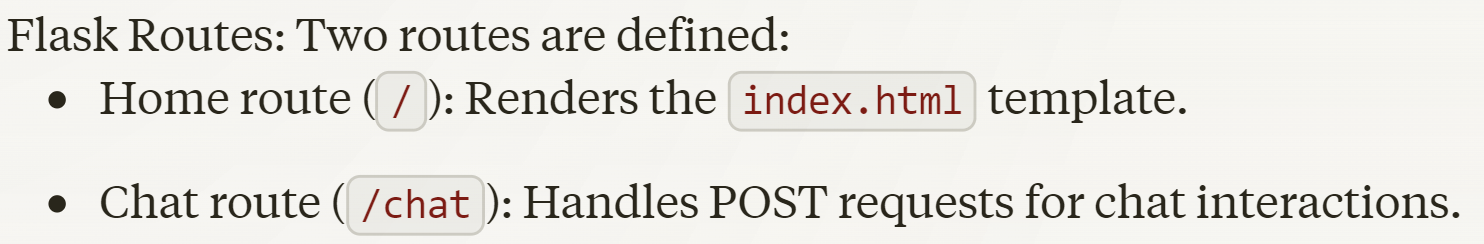 Flask Routes: Two routes are defined:
• Home route (/): Renders the index.html template.
• Chat route (/chat): Handles POST requests for chat interactions.